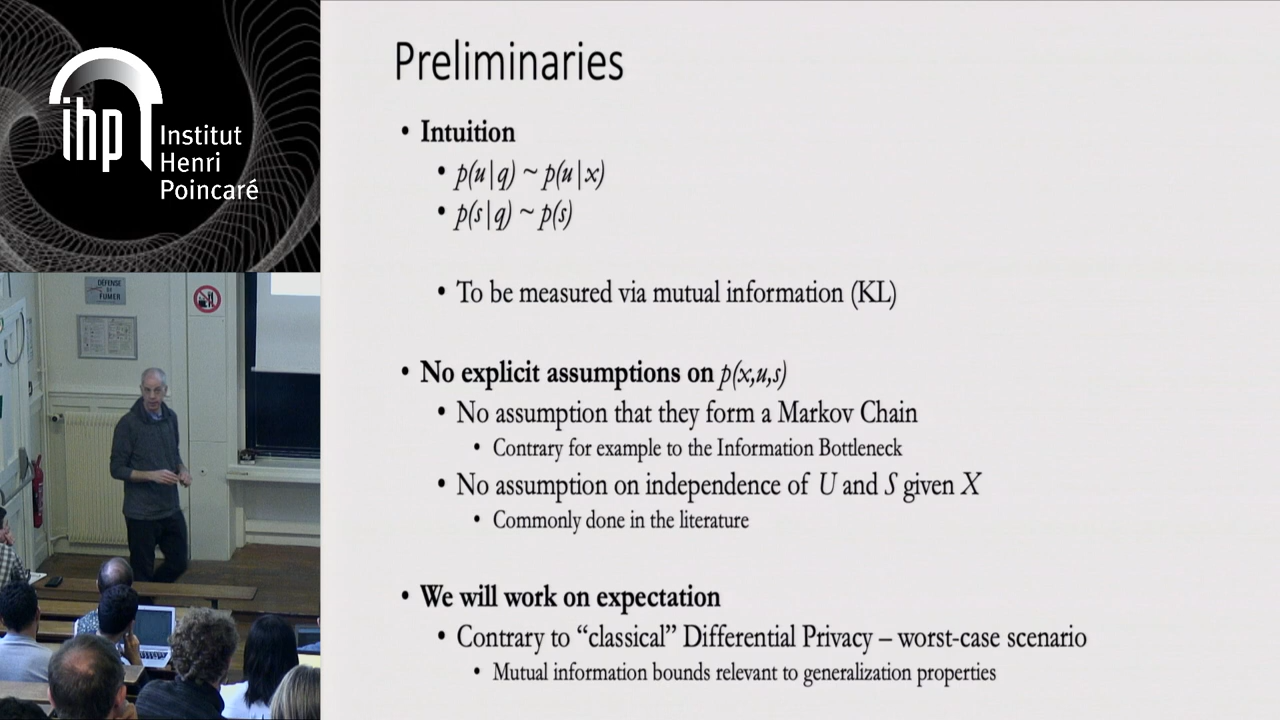 ihp
Institut
Henri
Poincaré
DÉFENSE
DE
FUMER
Preliminaries
• Intuition
• p(u|q) ~ p(u|x)
• p(s|q) ~ p(s)
• To be measured via mutual information (KL)
• No explicit assumptions on p(x,u,s)
• No assumption that they form a Markov Chain
• Contrary for example to the Information Bottleneck
• No assumption on independence of U and S given X
• Commonly done in the literature
• We will work on expectation
• Contrary to “classical” Differential Privacy – worst-case scenario
• Mutual information bounds relevant to generalization properties